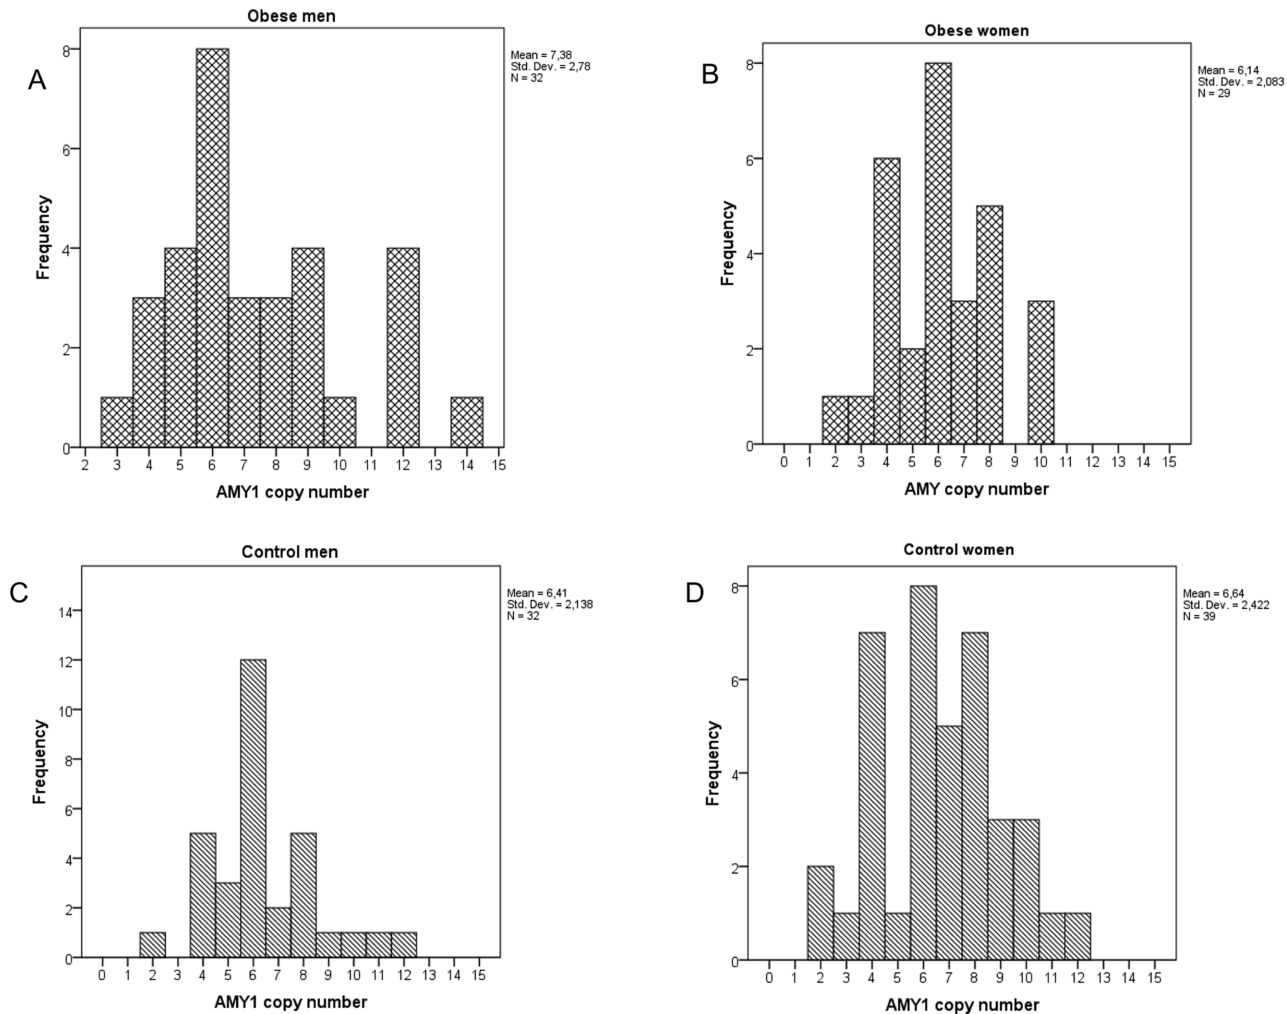 Obese men
A
Mean = 7,38
Std. Dev. = 2,78
N = 32
8
6
4
2
0
Frequency
2 3 4 5 6 7 8 9 10 11 12 13 14 15
AMY1 copy number
Obese women
B
Mean = 6,14
Std. Dev. = 2,083
N = 29
8
6
4
2
0
Frequency
0 1 2 3 4 5 6 7 8 9 10 11 12 13 14 15
AMY copy number
Control men
C
Mean = 6,41
Std. Dev. = 2,138
N = 32
14
12
10
8
6
4
2
0
Frequency
0 1 2 3 4 5 6 7 8 9 10 11 12 13 14 15
AMY1 copy number
Control women
D
Mean = 6,64
Std. Dev. = 2,422
N = 39
8
6
4
2
0
Frequency
0 1 2 3 4 5 6 7 8 9 10 11 12 13 14 15
AMY1 copy number